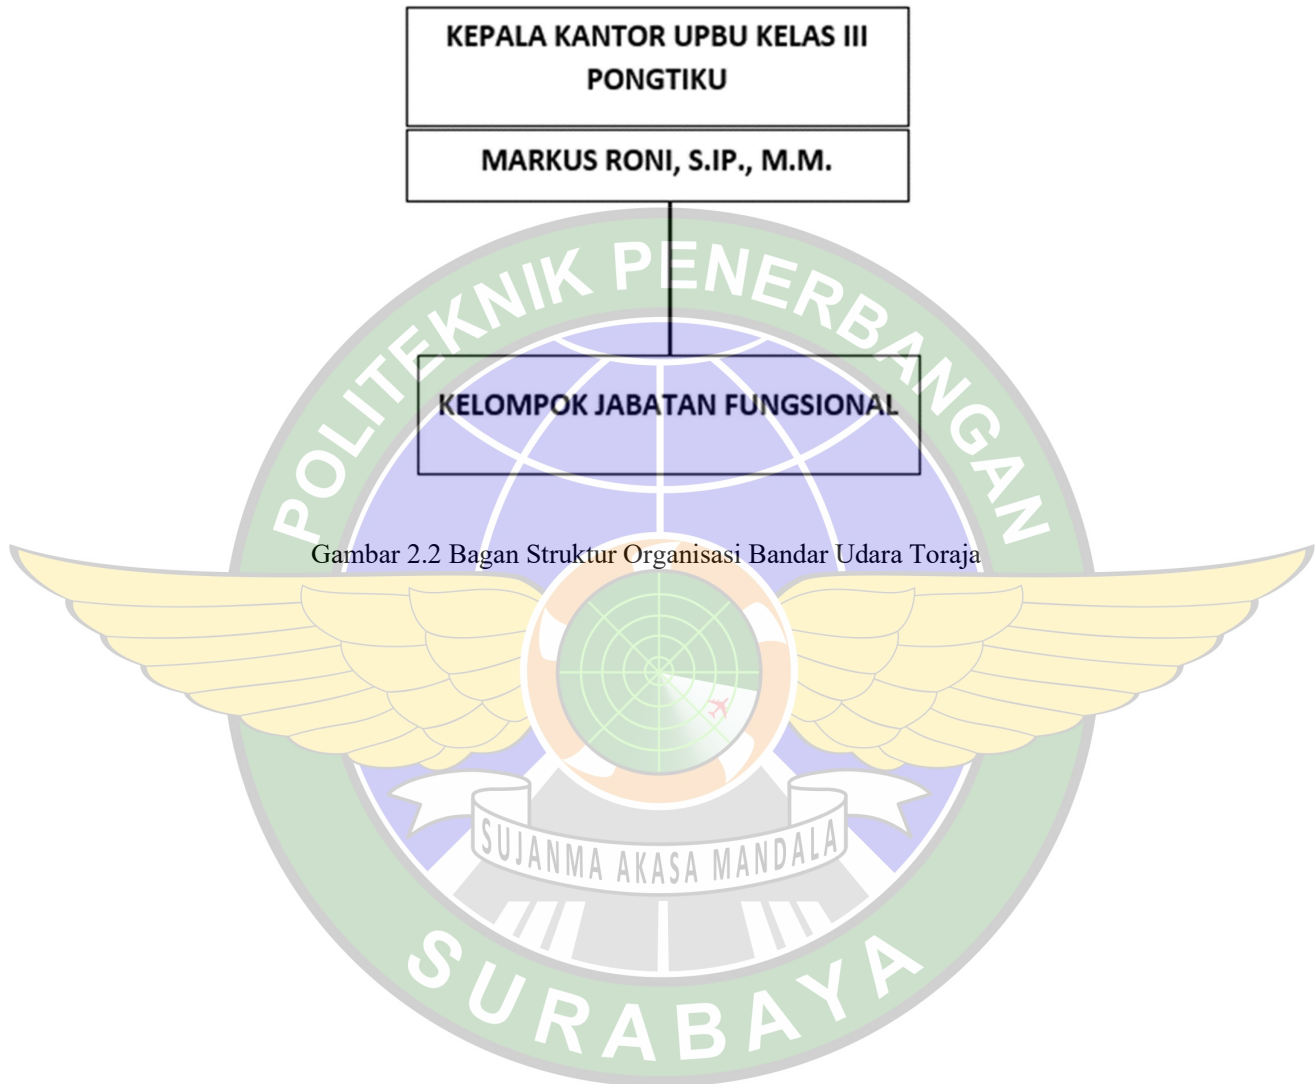 KEPALA KANTOR UPBU KELAS III
PONGTIKU
MARKUS RONI, S.IP., M.M.
POLITEKNIK PENERBANGAN
KELOMPOK JABATAN FUNGSIONAL
Gambar 2.2 Bagan Struktur Organisasi Bandar Udara Toraja
SUJANMA AKASA MANDALA
SURABAYA